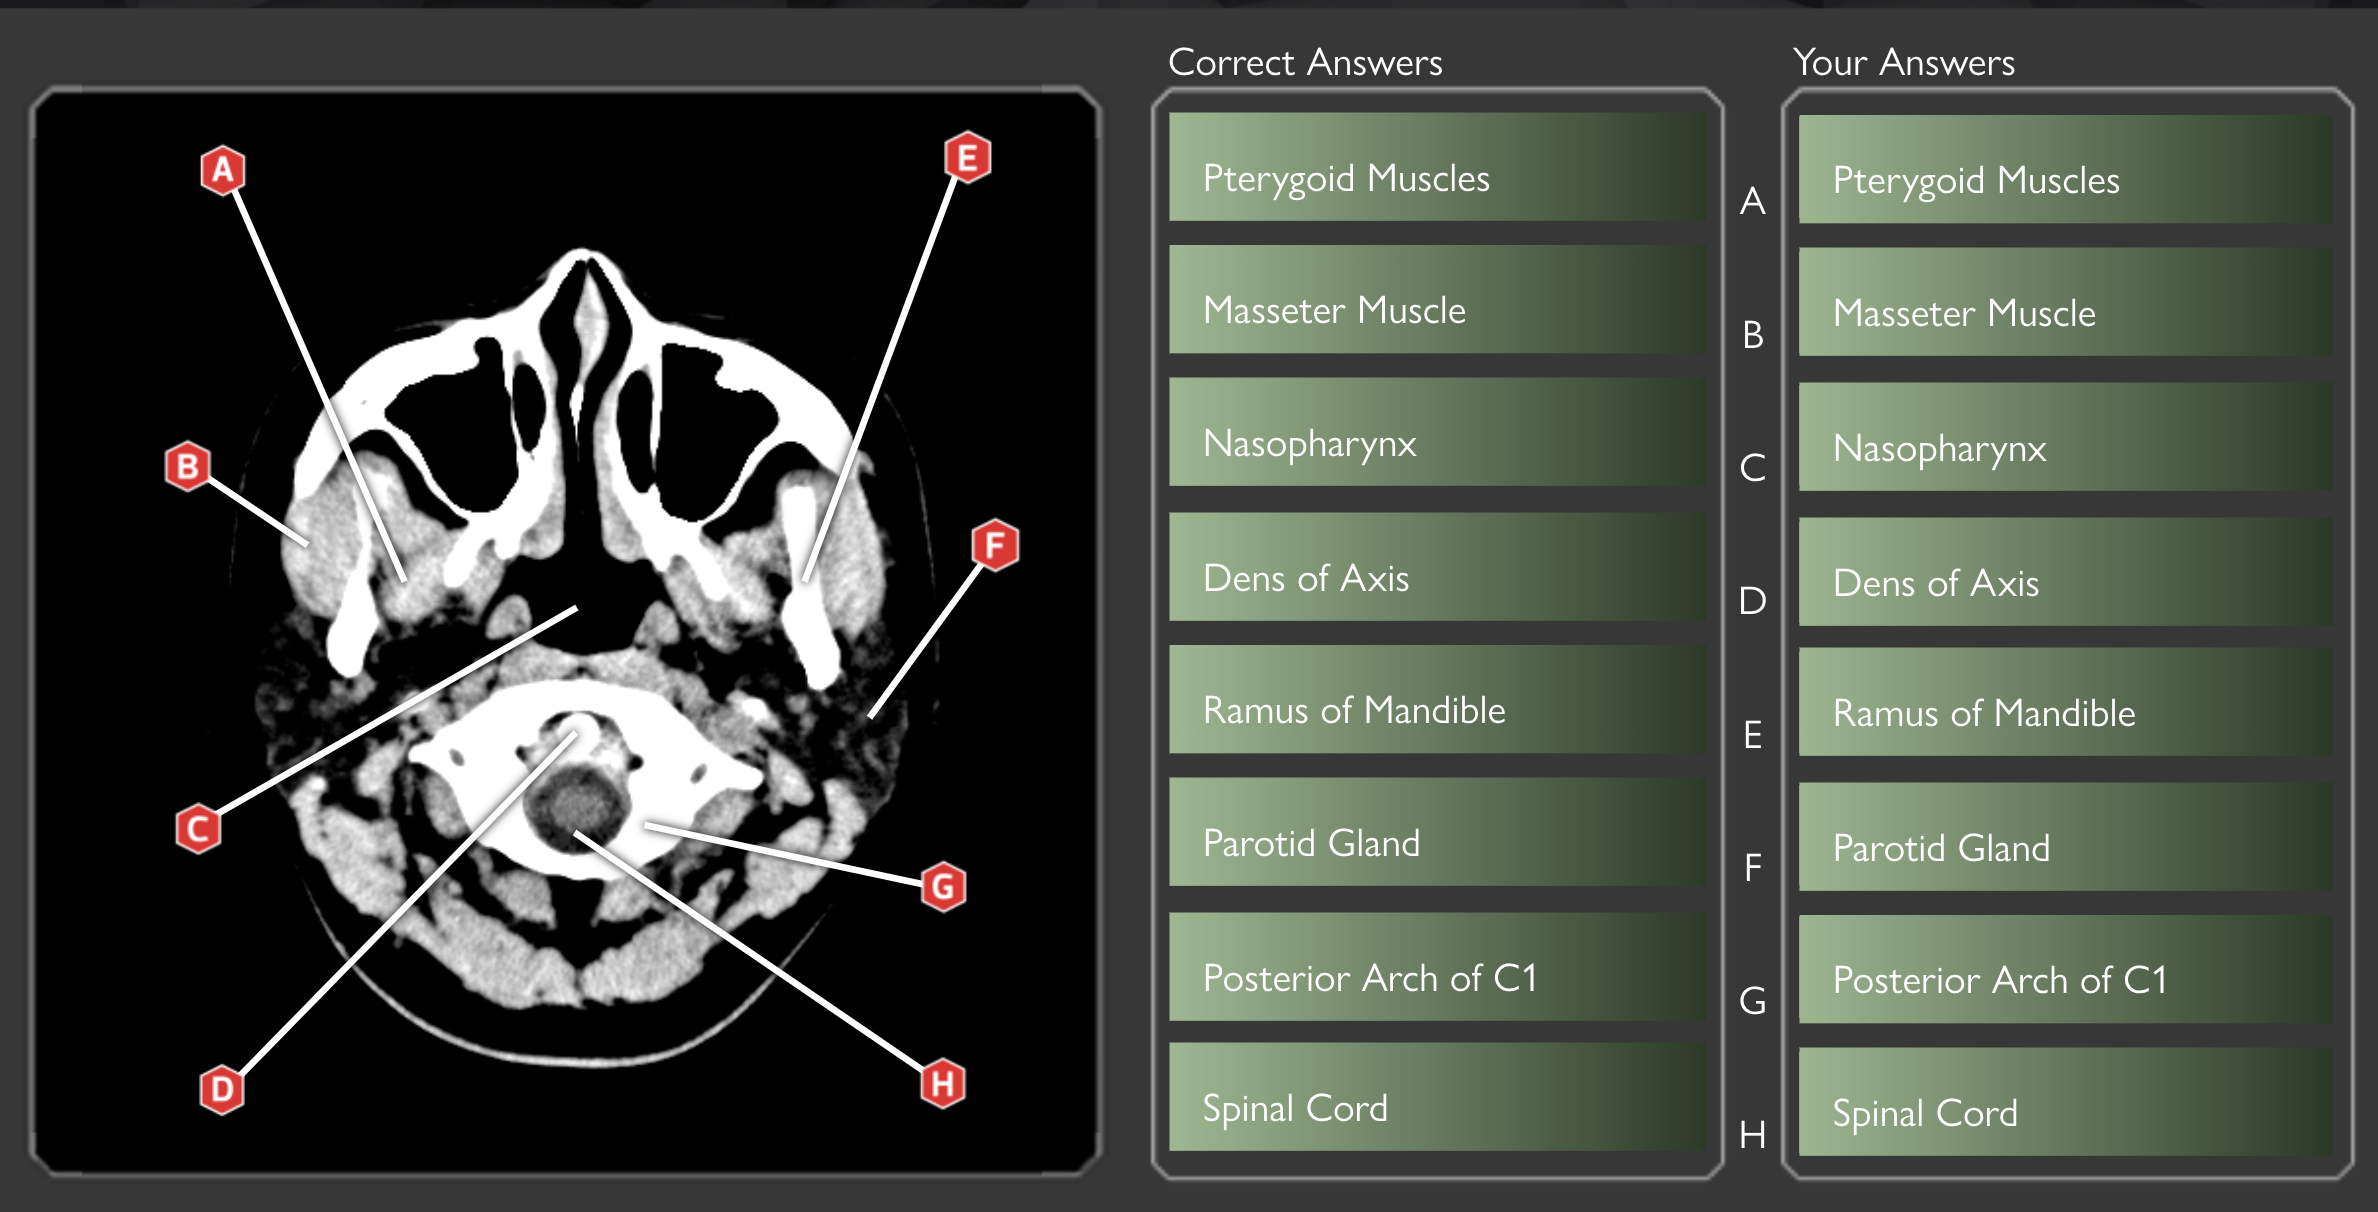 Correct Answers
Your Answers
A
E
B
F
C
G
D
H
Pterygoid Muscles
A
Pterygoid Muscles
Masseter Muscle
B
Masseter Muscle
Nasopharynx
C
Nasopharynx
Dens of Axis
D
Dens of Axis
Ramus of Mandible
E
Ramus of Mandible
Parotid Gland
F
Parotid Gland
Posterior Arch of C1
G
Posterior Arch of C1
Spinal Cord
H
Spinal Cord